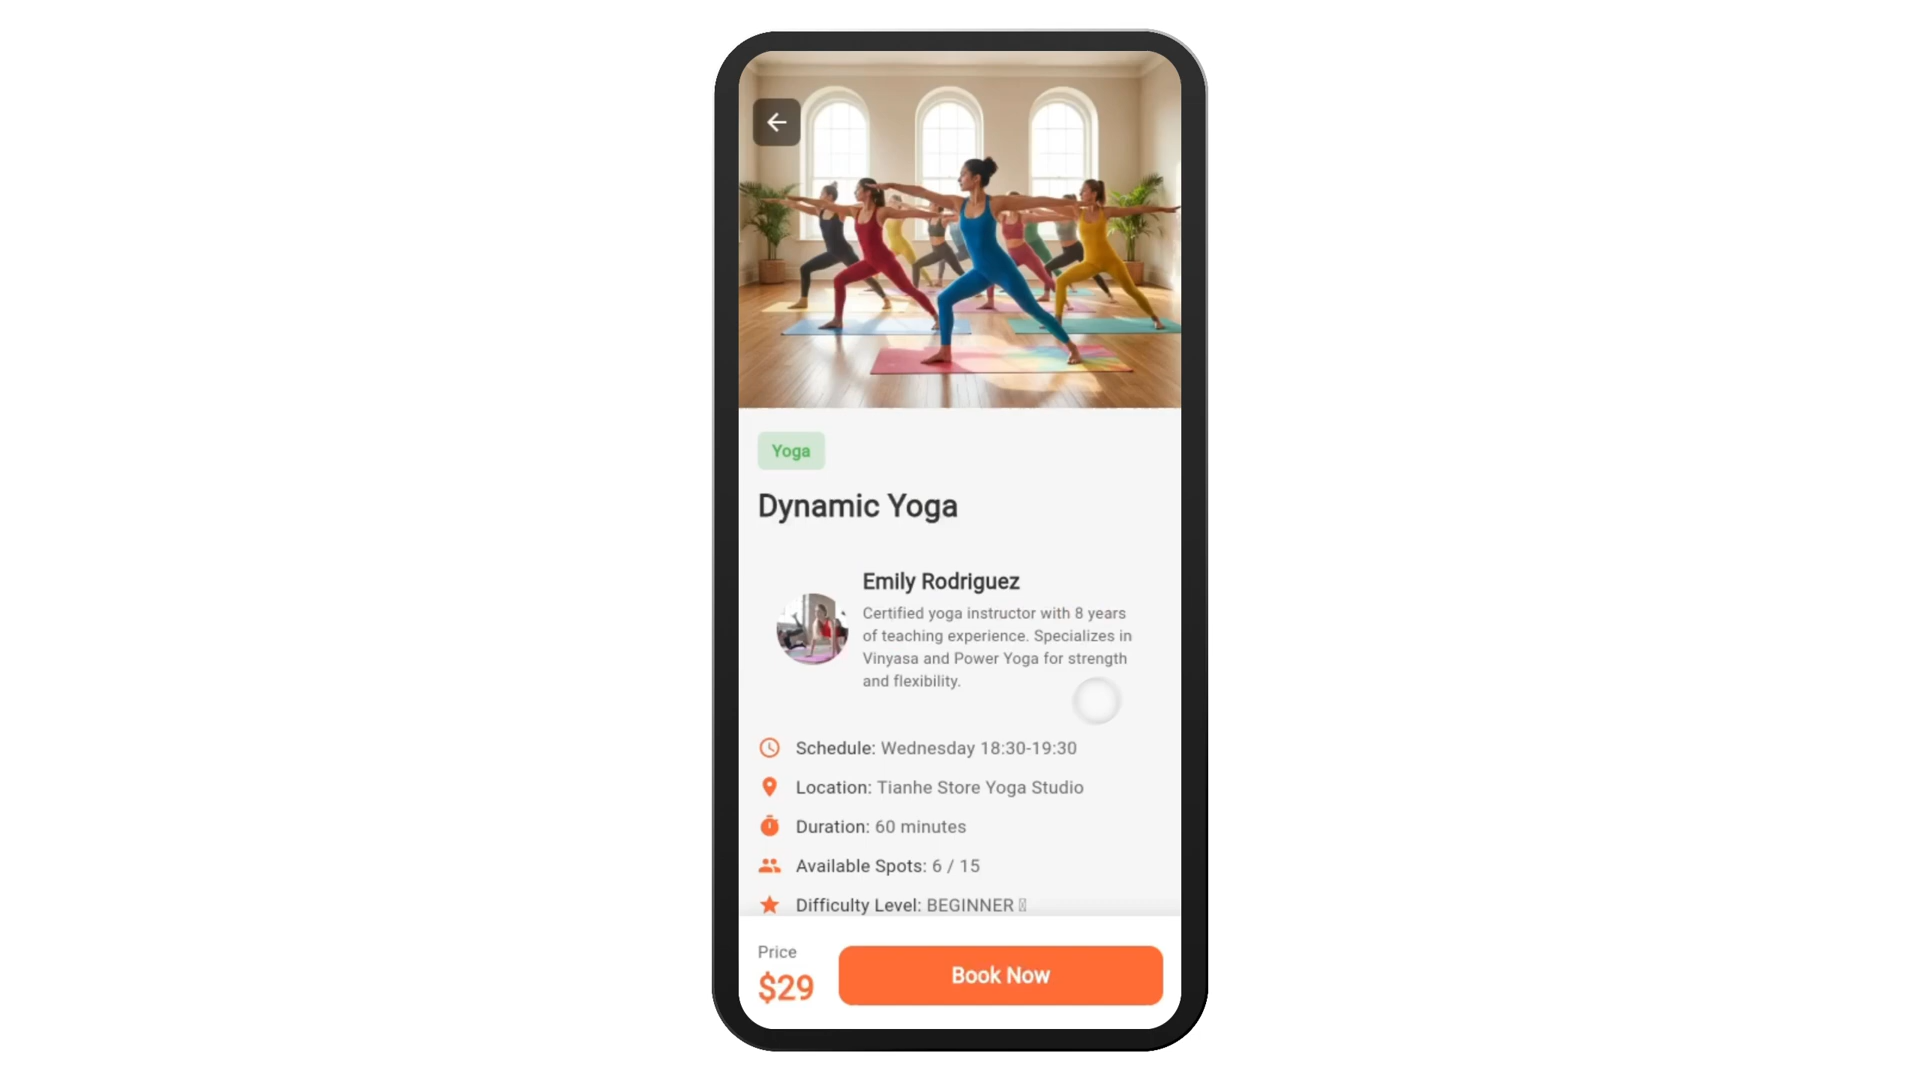 Yoga
Dynamic Yoga
Emily Rodriguez
Certified yoga instructor with 8 years
of teaching experience. Specializes in
Vinyasa and Power Yoga for strength
and flexibility.
Schedule: Wednesday 18:30-19:30
Location: Tianhe Store Yoga Studio
Duration: 60 minutes
Available Spots: 6 / 15
Difficulty Level: BEGINNER
Price
$29
Book Now